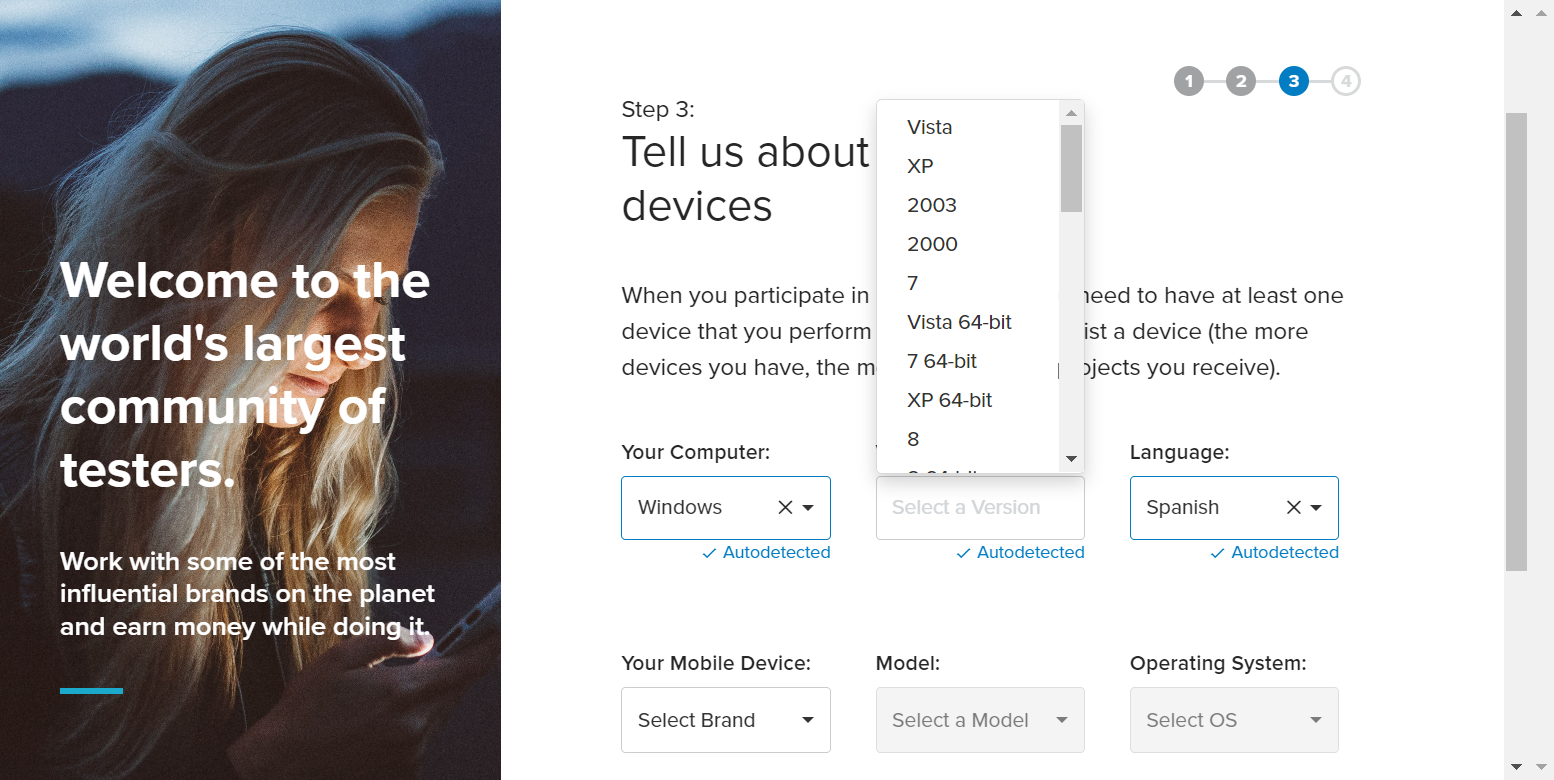 Welcome to the
world's largest
community of
testers.
Work with some of the most
influential brands on the planet
and earn money while doing it.
1 2 3 4
Step 3:
Tell us about
devices
When you participate in need to have at least one
device that you perform ist a device (the more
devices you have, the m ojects you receive).
Vista
XP
2003
2000
7
Vista 64-bit
7 64-bit
XP 64-bit
8
Your Computer:
Language:
Windows
Select a Version
Spanish
Autodetected
Autodetected
Autodetected
Your Mobile Device:
Model:
Operating System:
Select Brand
Select a Model
Select OS